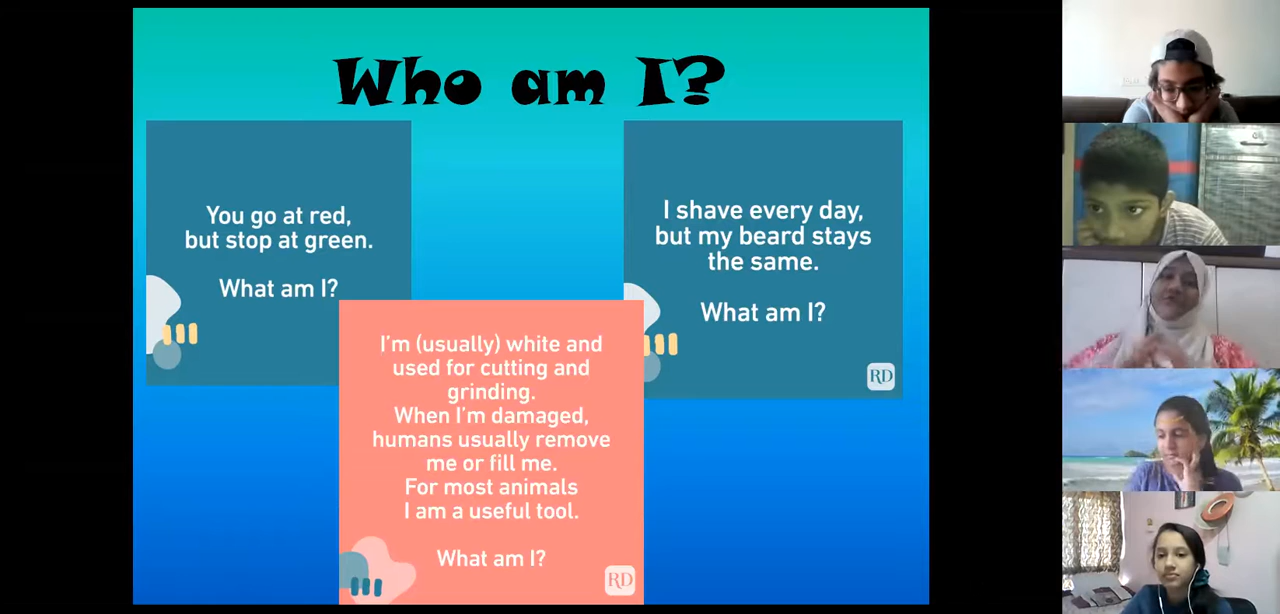 Who am I?
You go at red,
but stop at green.
What am I?
I shave every day,
but my beard stays
the same.
What am I?
RD
I'm (usually) white and
used for cutting and
grinding.
When I'm damaged,
humans usually remove
me or fill me.
For most animals
I am a useful tool.
What am I?
RD